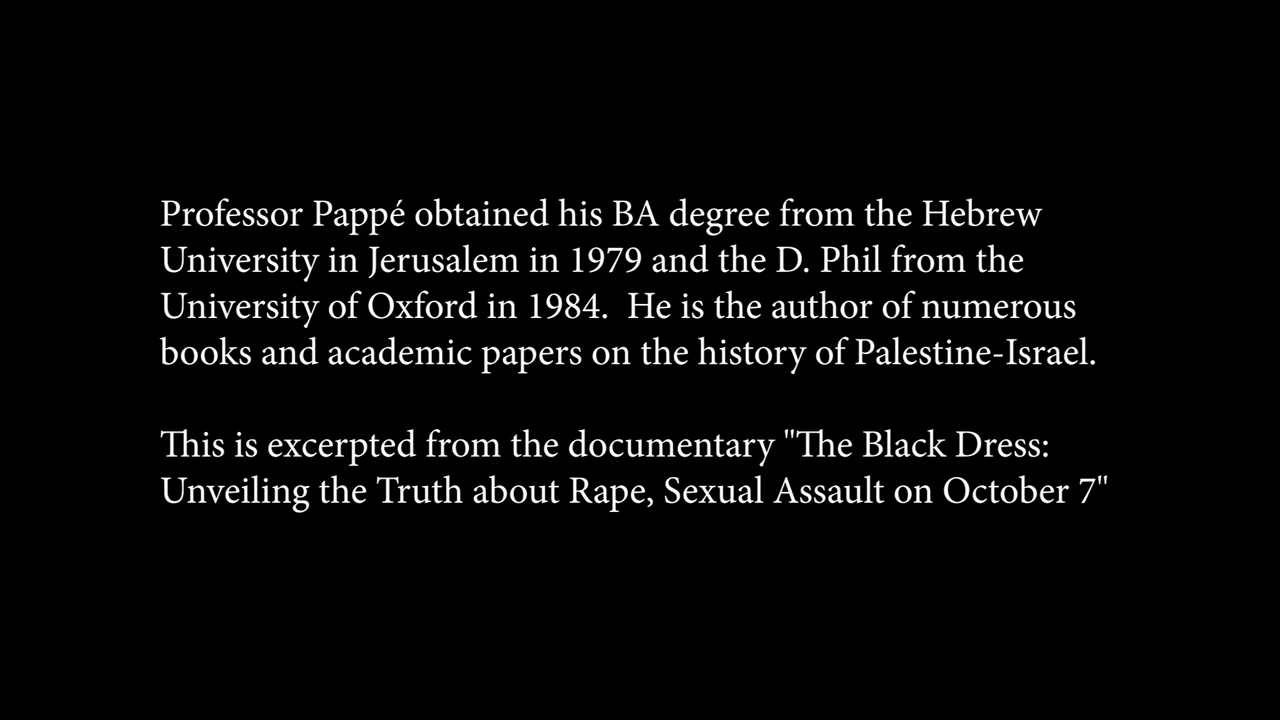 Professor Pappé obtained his BA degree from the Hebrew
University in Jerusalem in 1979 and the D. Phil from the
University of Oxford in 1984.  He is the author of numerous
books and academic papers on the history of Palestine-Israel.
This is excerpted from the documentary "The Black Dress:
Unveiling the Truth about Rape, Sexual Assault on October 7"